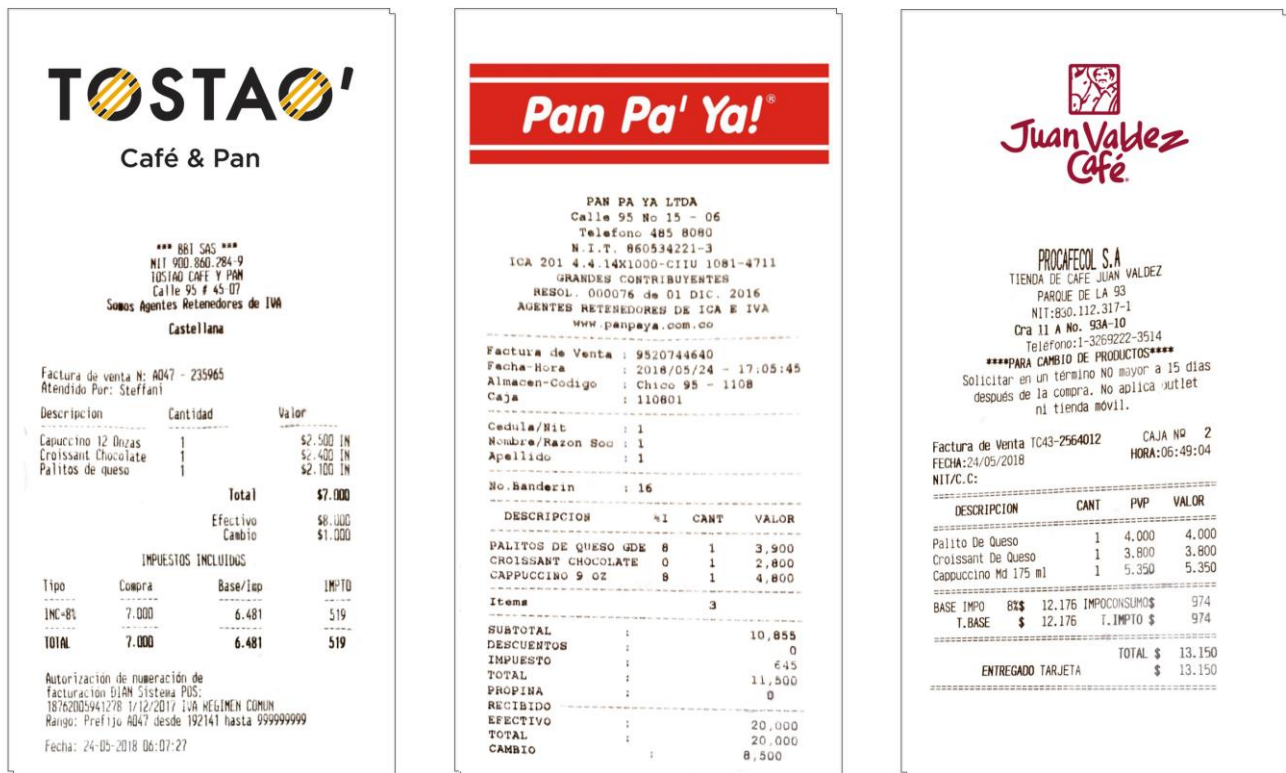 TOSTAO'
Café & Pan
*** BBI SAS ***
NIT 900.860.284-9
TOSTAO CAFE Y PAN
Calle 95 # 45-07
Somos Agentes Retenedores de IVA
Castellana
Factura de venta N: A047 - 235965
Atendido Por: Steffani
Descripcion Cantidad Valor
Capuccino 12 Onzas 1 $2.500 IN
Croissant Chocolate 1 $2.400 IN
Palitos de queso 1 $2.100 IN
Total $7.000
Efectivo $8.000
Cambio $1.000
IMPUESTOS INCLUIDOS
Tipo Compra Base/Imp IMPTO
INC=8% 7.000 6.481 519
TOTAL 7.000 6.481 519
Autorización de numeración de
facturación DIAN Sistema POS:
18762005941278 1/12/2017 IVA REGIMEN COMUN
Rango: Prefijo A047 desde 192141 hasta 999999999
Fecha: 24-05-2018 06:07:27
Pan Pa' Ya!®
PAN PA YA LTDA
Calle 95 No 15 - 06
Telefono 485 8080
N.I.T. 860534221-3
ICA 201 4.4.14X1000-CIIU 1081-4711
GRANDES CONTRIBUYENTES
RESOL. 000076 de 01 DIC. 2016
AGENTES RETENEDORES DE ICA E IVA
www.panpaya.com.co
Factura de Venta : 9520744640
Fecha-Hora : 2018/05/24 - 17:05:45
Almacen-Codigo : Chico 95 - 1108
Caja : 110801
Cedula/Nit : 1
Nombre/Razon Soc : 1
Apellido : 1
No.Banderin : 16
DESCRIPCION %I CANT VALOR
PALITOS DE QUESO GDE 8 1 3,900
CROISSANT CHOCOLATE 0 1 2,800
CAPPUCCINO 9 OZ 8 1 4,800
Items 3
SUBTOTAL : 10,855
DESCUENTOS : 0
IMPUESTO : 645
TOTAL : 11,500
PROPINA : 0
RECIBIDO
EFECTIVO : 20,000
TOTAL : 20,000
CAMBIO : 8,500
Juan Valdez
Café®
PROCAFECOL S.A
TIENDA DE CAFE JUAN VALDEZ
PARQUE DE LA 93
NIT:830.112.317-1
Cra 11 A No. 93A-10
Teléfono:1-3269222-3514
****PARA CAMBIO DE PRODUCTOS****
Solicitar en un término NO mayor a 15 días
después de la compra. No aplica outlet
ni tienda móvil.
Factura de Venta TC43-2564012 CAJA Nº 2
FECHA:24/05/2018 HORA:06:49:04
NIT/C.C:
DESCRIPCION CANT PVP VALOR
Palito De Queso 1 4.000 4.000
Croissant De Queso 1 3.800 3.800
Cappuccino Md 175 ml 1 5.350 5.350
BASE IMPO 8%$ 12.176 IMPOCONSUMO$ 974
T.BASE $ 12.176 T.IMPTO $ 974
TOTAL $ 13.150
ENTREGADO TARJETA $ 13.150